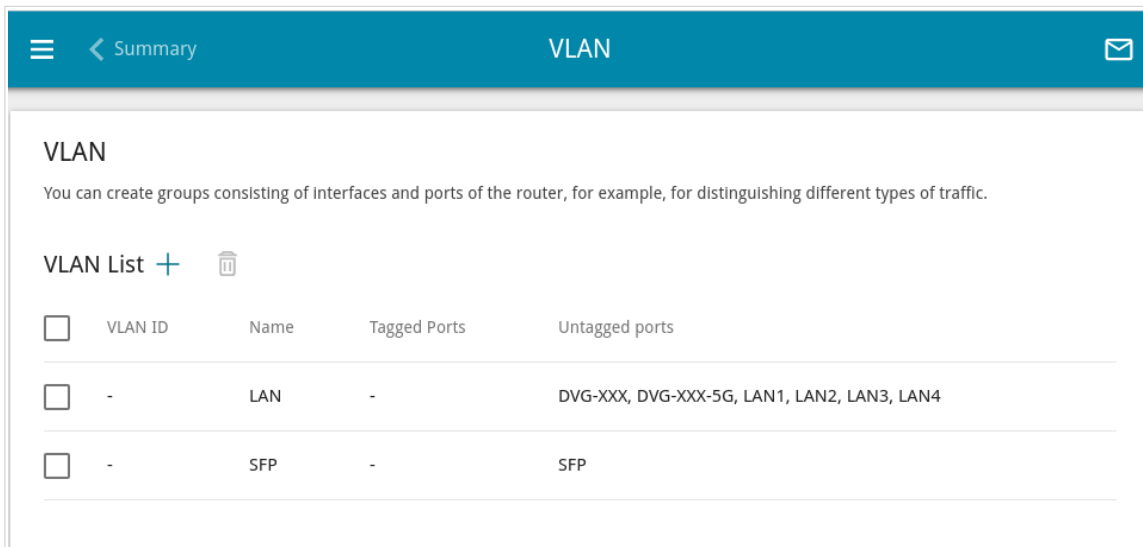 Summary VLAN
VLAN
You can create groups consisting of interfaces and ports of the router, for example, for distinguishing different types of traffic.
VLAN List
VLAN ID Name Tagged Ports Untagged ports
- LAN - DVG-XXX, DVG-XXX-5G, LAN1, LAN2, LAN3, LAN4
- SFP - SFP